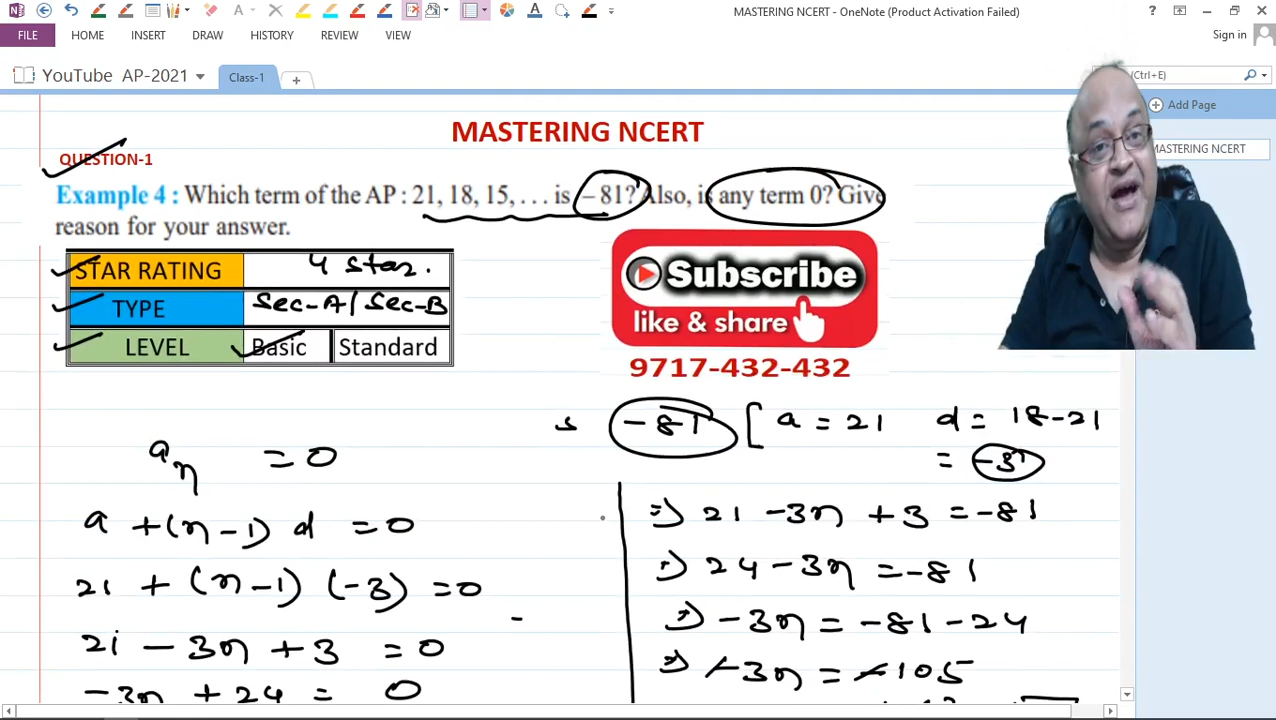 MASTERING NCERT - OneNote (Product Activation Failed)
FILE HOME INSERT DRAW HISTORY REVIEW VIEW
Sign in
YouTube AP-2021
Class-1
(Ctrl+E)
Add Page
MASTERING NCERT
MASTERING NCERT
QUESTION-1
Example 4 : Which term of the AP : 21, 18, 15, . . . is – 81? Also, is any term 0? Give
reason for your answer.
STAR RATING 4 star.
TYPE Sec-A/Sec-B
LEVEL Basic Standard
Subscribe
like & share
9717-432-432
-81 [ a = 21 d = 18-21
= -3
an = 0
a + (n-1) d = 0
21 + (n-1) (-3) = 0
21 - 3n + 3 = 0
-3n + 24 = 0
=> 21 - 3n + 3 = -81
=> 24 - 3n = -81
=> -3n = -81 - 24
=> -3n = -105